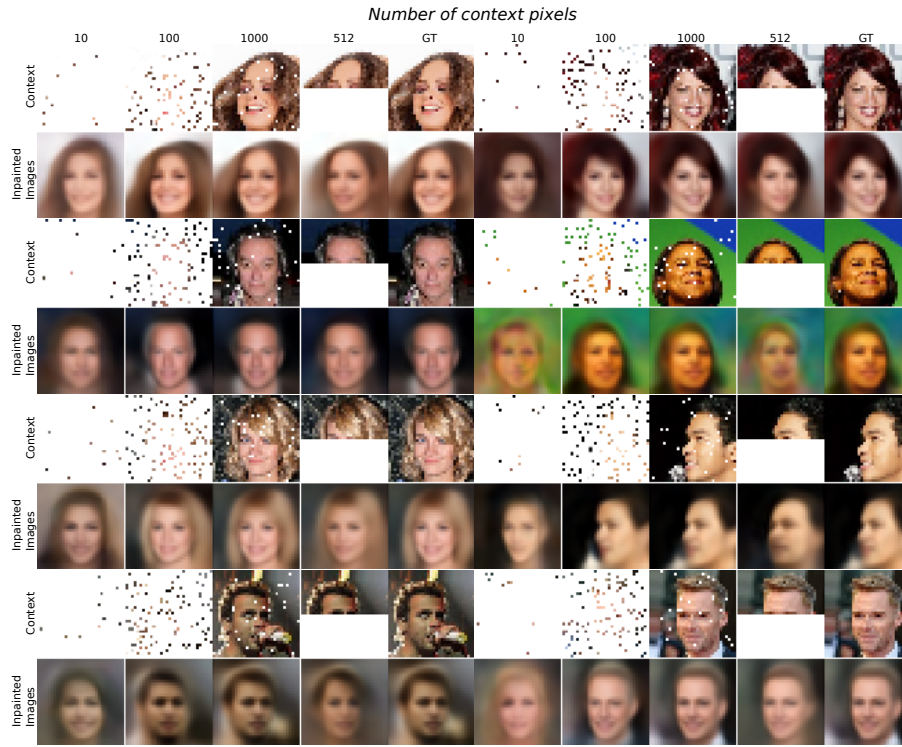 Number of context pixels
10 100 1000 512 GT 10 100 1000 512 GT
Context
Inpainted
Images
Context
Inpainted
Images
Context
Inpainted
Images
Context
Inpainted
Images